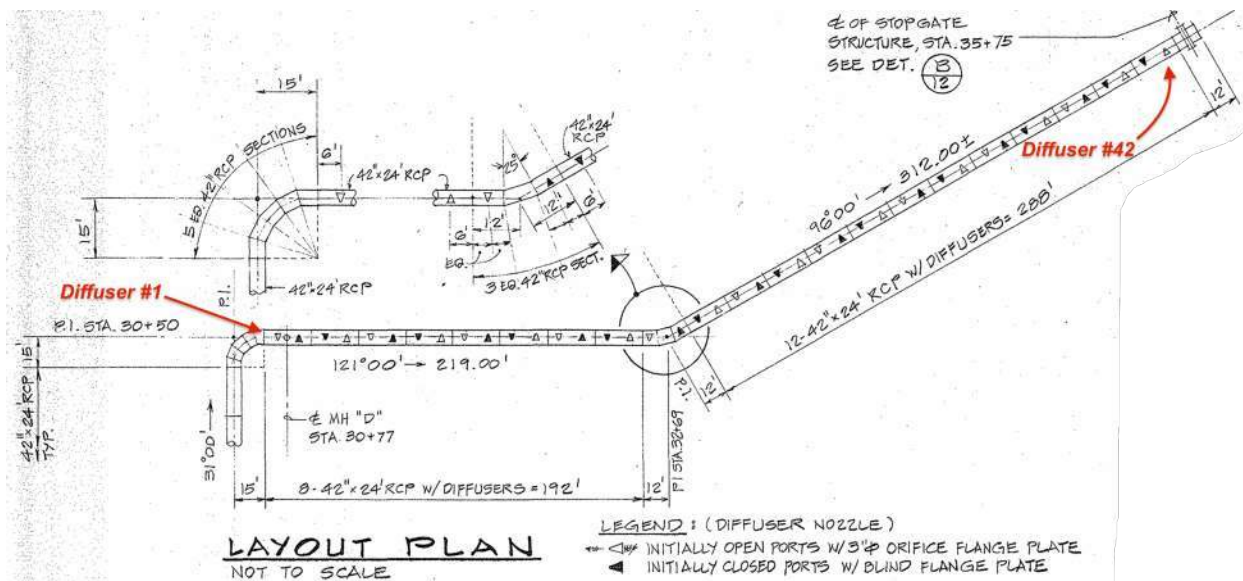 ℄ OF STOPGATE
STRUCTURE, STA. 35+75
SEE DET. B
12
15'
5 EQ. 42" RCP SECTIONS
6'
42"x24' RCP
25°
42"x24'
RCP
12'
6'
6'
12'
EQ.
3 EQ. 42" RCP SECT.
15'
42"x24' RCP
96°00' → 312.00±
12'
Diffuser #42
12-42"x24' RCP W/ DIFFUSERS = 288'
Diffuser #1
P.I.
P.I. STA. 30+50
121°00' → 219.00'
P.I.
12'
42"x24' RCP
TYP.
15'
31°00'
℄ MH "D"
STA. 30+77
P.I STA. 32+69
15'
8-42"x24' RCP W/ DIFFUSERS = 192'
12'
LAYOUT PLAN
NOT TO SCALE
LEGEND : (DIFFUSER NOZZLE)
INITIALLY OPEN PORTS W/3"φ ORIFICE FLANGE PLATE
INITIALLY CLOSED PORTS W/ BLIND FLANGE PLATE